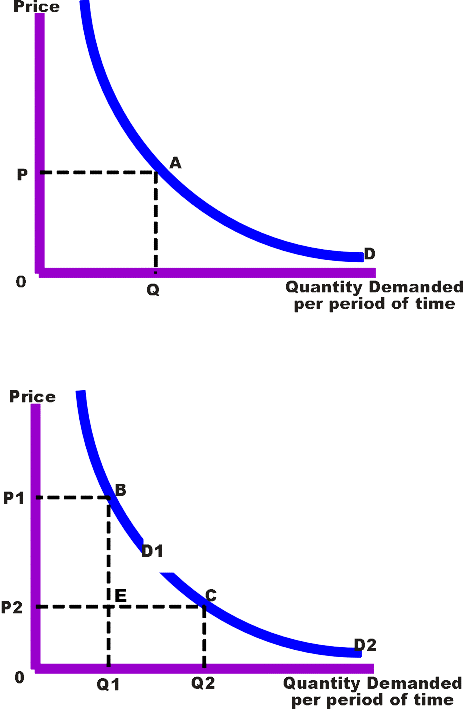 Price
A
P
D
0
Q
Quantity Demanded
per period of time
Price
P1
B
D1
E
C
P2
D2
0
Q1
Q2
Quantity Demanded
per period of time